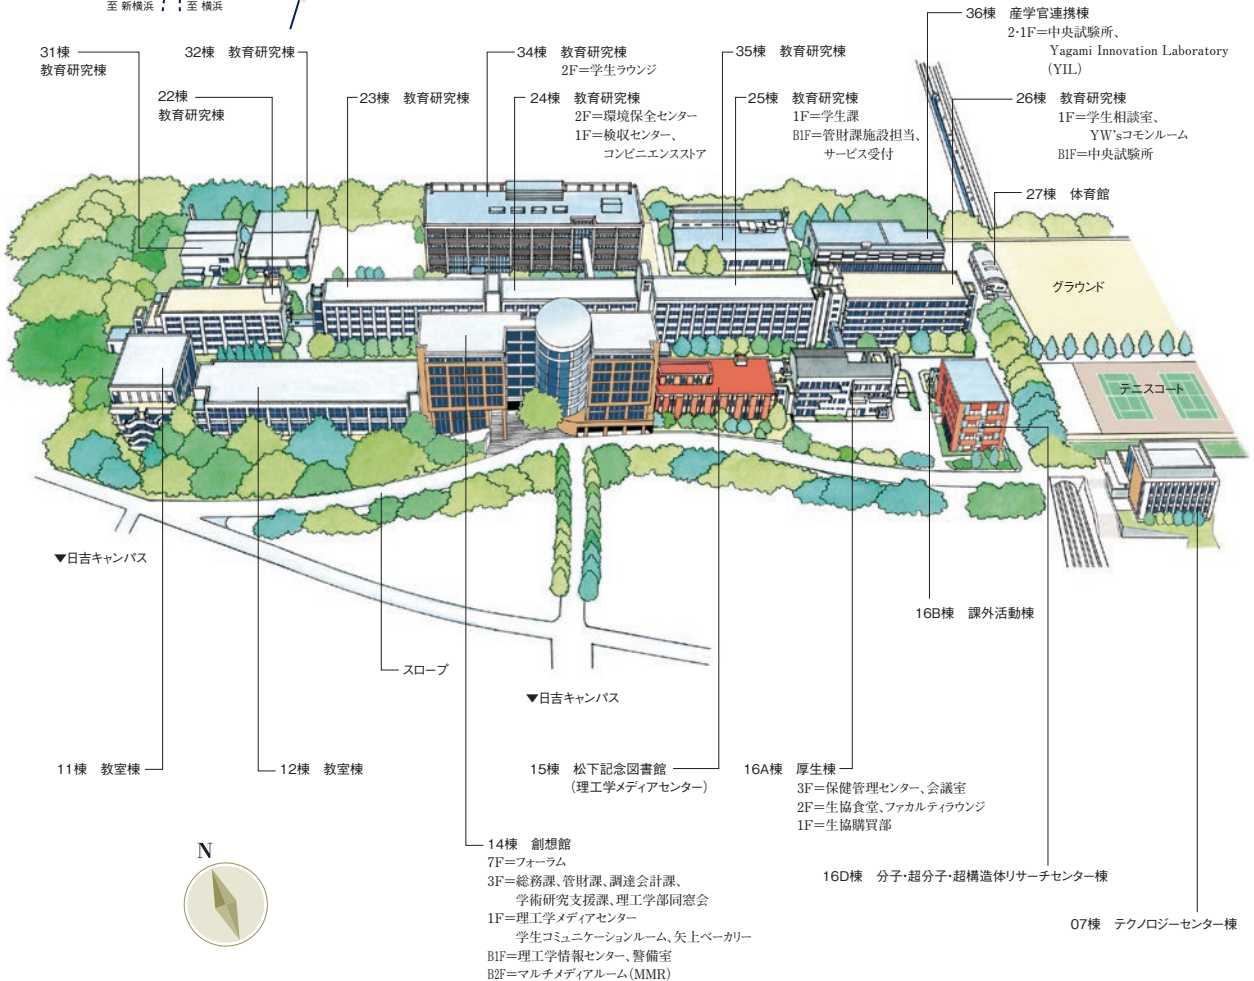 至 新横浜
至 横浜
36棟 産学官連携棟
2・1F=中央試験所、
Yagami Innovation Laboratory
(YIL)
31棟
教育研究棟
32棟 教育研究棟
34棟 教育研究棟
2F=学生ラウンジ
35棟 教育研究棟
22棟
教育研究棟
23棟 教育研究棟
24棟 教育研究棟
2F=環境保全センター
1F=検収センター、
コンビニエンスストア
25棟 教育研究棟
1F=学生課
B1F=管財課施設担当、
サービス受付
26棟 教育研究棟
1F=学生相談室、
YW'sコモンルーム
B1F=中央試験所
27棟 体育館
グラウンド
テニスコート
▼日吉キャンパス
16B棟 課外活動棟
スロープ
▼日吉キャンパス
11棟 教室棟
12棟 教室棟
15棟 松下記念図書館
(理工学メディアセンター)
16A棟 厚生棟
3F=保健管理センター、会議室
2F=生協食堂、ファカルティラウンジ
1F=生協購買部
N
14棟 創想館
7F=フォーラム
3F=総務課、管財課、調達会計課、
学術研究支援課、理工学部同窓会
1F=理工学メディアセンター
学生コミュニケーションルーム、矢上ベーカリー
B1F=理工学情報センター、警備室
B2F=マルチメディアルーム(MMR)
16D棟 分子・超分子・超構造体リサーチセンター棟
07棟 テクノロジーセンター棟